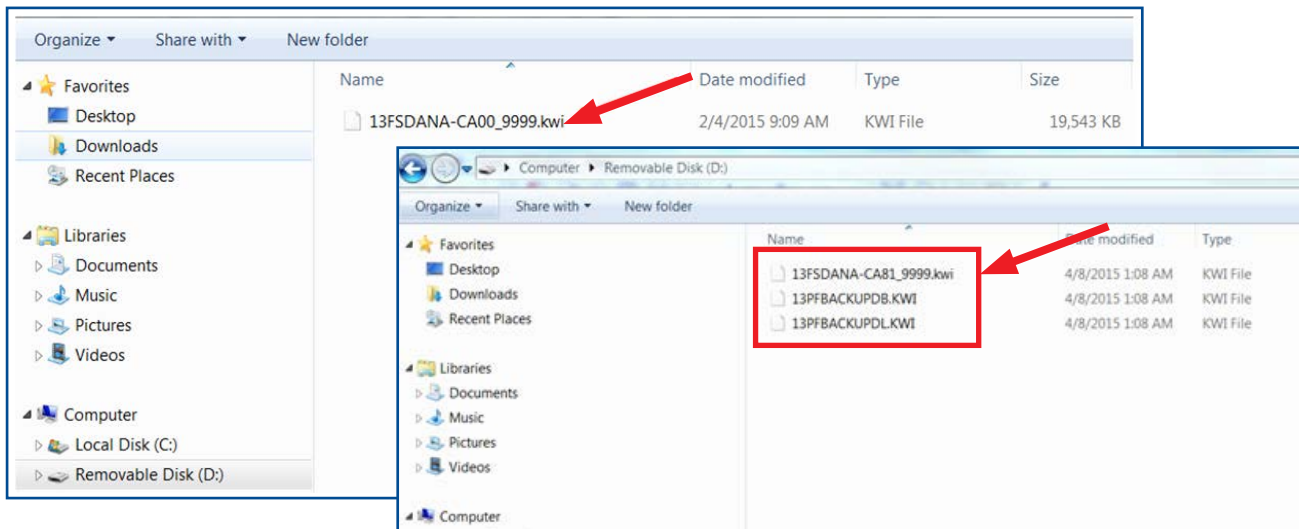 Organize Share with New folder
Favorites
Desktop
Downloads
Recent Places
Libraries
Documents
Music
Pictures
Videos
Computer
Local Disk (C:)
Removable Disk (D:)
Name Date modified Type Size
13FSDANA-CA00_9999.kwi 2/4/2015 9:09 AM KWI File 19,543 KB
Computer Removable Disk (D:)
Organize Share with New folder
Favorites
Desktop
Downloads
Recent Places
Libraries
Documents
Music
Pictures
Videos
Computer
Name Date modified Type
13FSDANA-CA81_9999.kwi 4/8/2015 1:08 AM KWI File
13PFBACKUPDB.KWI 4/8/2015 1:08 AM KWI File
13PFBACKUPDL.KWI 4/8/2015 1:08 AM KWI File